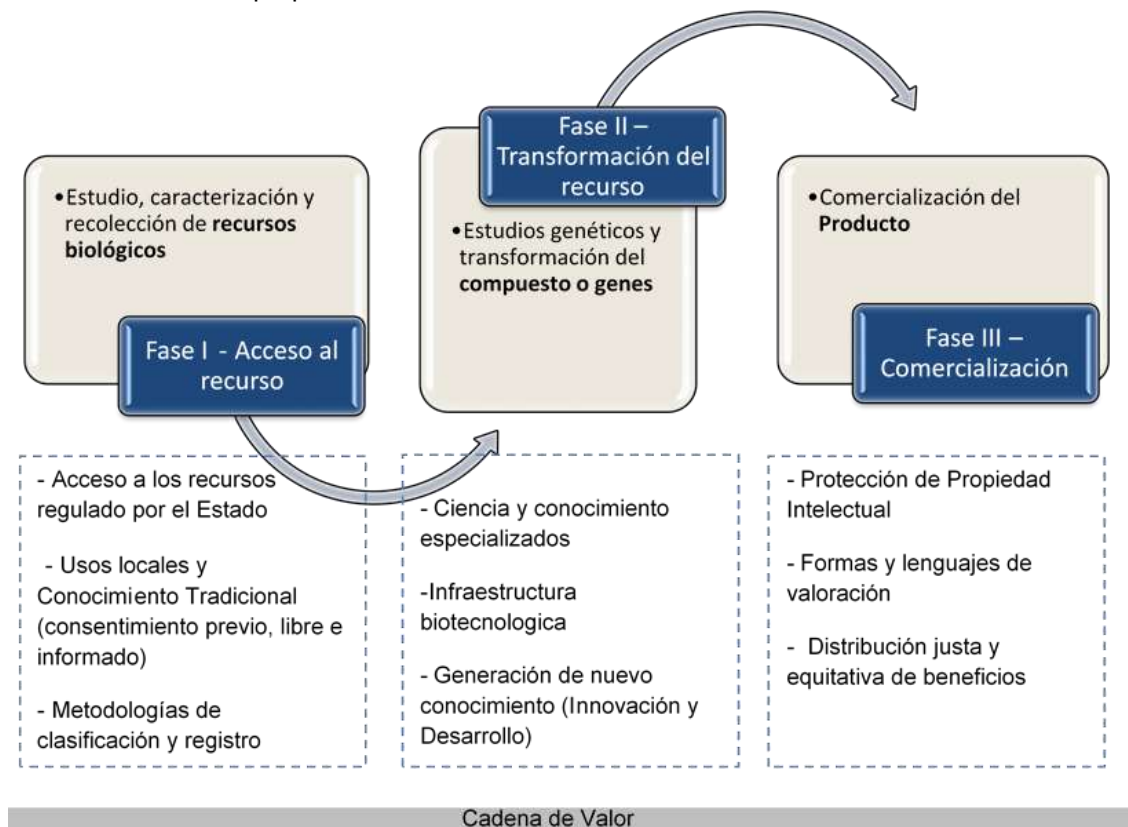 •Estudio, caracterización y
recolección de recursos
biológicos
Fase I - Acceso al
recurso
Fase II –
Transformación del
recurso
•Estudios genéticos y
transformación del
compuesto o genes
•Comercialización del
Producto
Fase III –
Comercialización
- Acceso a los recursos
regulado por el Estado
- Usos locales y
Conocimiento Tradicional
(consentimiento previo, libre e
informado)
- Metodologías de
clasificación y registro
- Ciencia y conocimiento
especializados
-Infraestructura
biotecnologica
- Generación de nuevo
conocimiento (Innovación y
Desarrollo)
- Protección de Propiedad
Intelectual
- Formas y lenguajes de
valoración
- Distribución justa y
equitativa de beneficios
Cadena de Valor